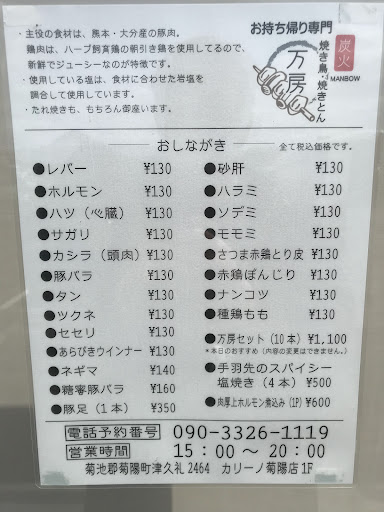 ・主役の食材は、熊本・大分産の豚肉。
鶏肉は、ハーブ飼育鶏の朝引き鶏を使用してるので、
新鮮でジューシーなのが特徴です。
・使用している塩は、食材に合わせた岩塩を
調合して使用しています。
・たれ焼きも、もちろん御座います。
お持ち帰り専門
炭火
焼き鳥・焼きとん
万房
MANBOW
おしながき
全て税込価格です。
●レバー ¥130
●ホルモン ¥130
●ハツ(心臓) ¥130
●サガリ ¥130
●カシラ(頭肉) ¥130
●豚バラ ¥130
●タン ¥130
●ツクネ ¥130
●セセリ ¥130
●あらびきウインナー ¥130
●ネギマ ¥140
●糖蜜豚バラ ¥160
●豚足(1本) ¥350
●砂肝 ¥130
●ハラミ ¥130
●ソデミ ¥130
●モモミ ¥130
●さつま赤鶏とり皮 ¥130
●赤鶏ぼんじり ¥130
●ナンコツ ¥130
●種鶏もも ¥130
●万房セット(10本) ¥1,100
*本日のおすすめ(内容の変更はできません。)
●手羽先のスパイシー
塩焼き(4本) ¥500
●肉厚上ホルモン煮込み(1P) ¥600
電話予約番号 090-3326-1119
営業時間 15:00 〜 20:00
菊池郡菊陽町津久礼 2464 カリーノ菊陽店 1F